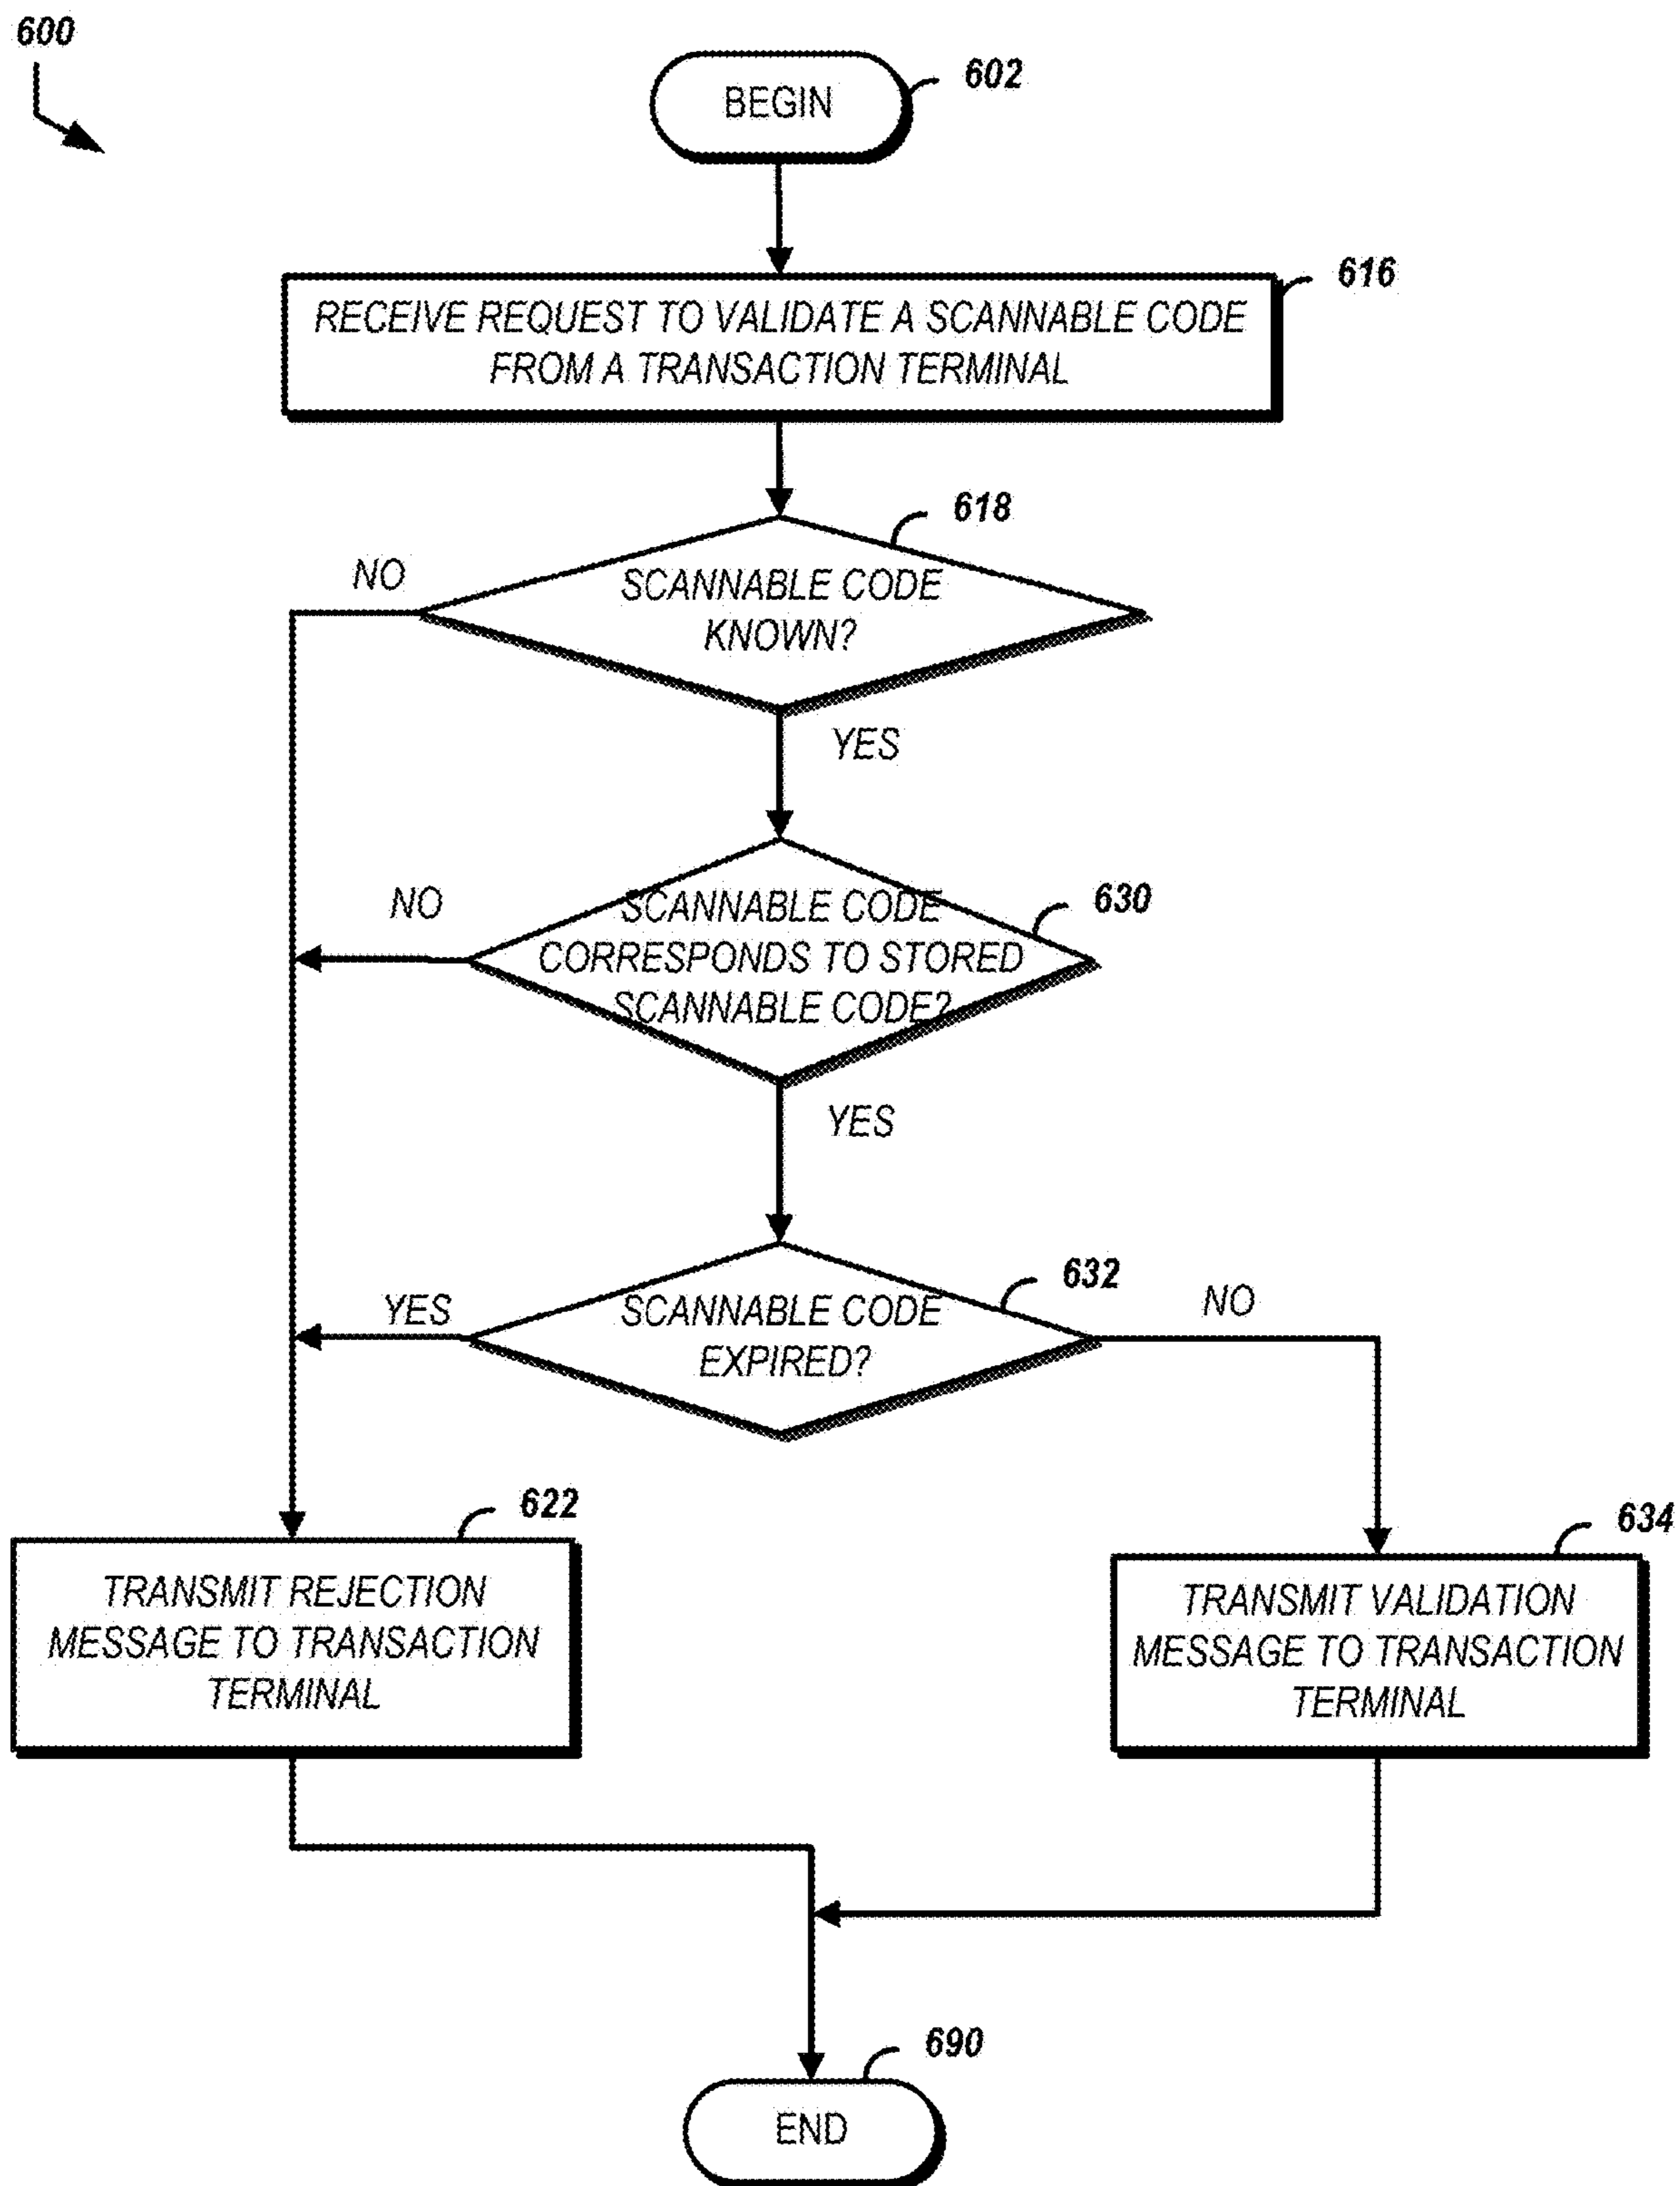 600
BEGIN
602
616
RECEIVE REQUEST TO VALIDATE A SCANNABLE CODE
FROM A TRANSACTION TERMINAL
618
NO
SCANNABLE CODE
KNOWN?
YES
630
NO
SCANNABLE CODE
CORRESPONDS TO STORED
SCANNABLE CODE?
YES
632
YES
SCANNABLE CODE
EXPIRED?
NO
622
TRANSMIT REJECTION
MESSAGE TO TRANSACTION
TERMINAL
634
TRANSMIT VALIDATION
MESSAGE TO TRANSACTION
TERMINAL
690
END